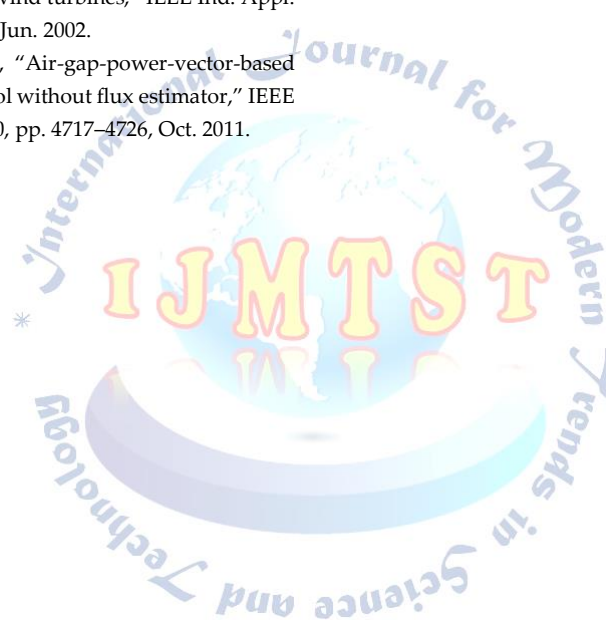 wind turbines," IEEE Ind. Appl.
Jun. 2002.
, "Air-gap-power-vector-based
ol without flux estimator," IEEE
0, pp. 4717–4726, Oct. 2011.
International Journal for Modern Trends in Science and Technology
*
IJMTST